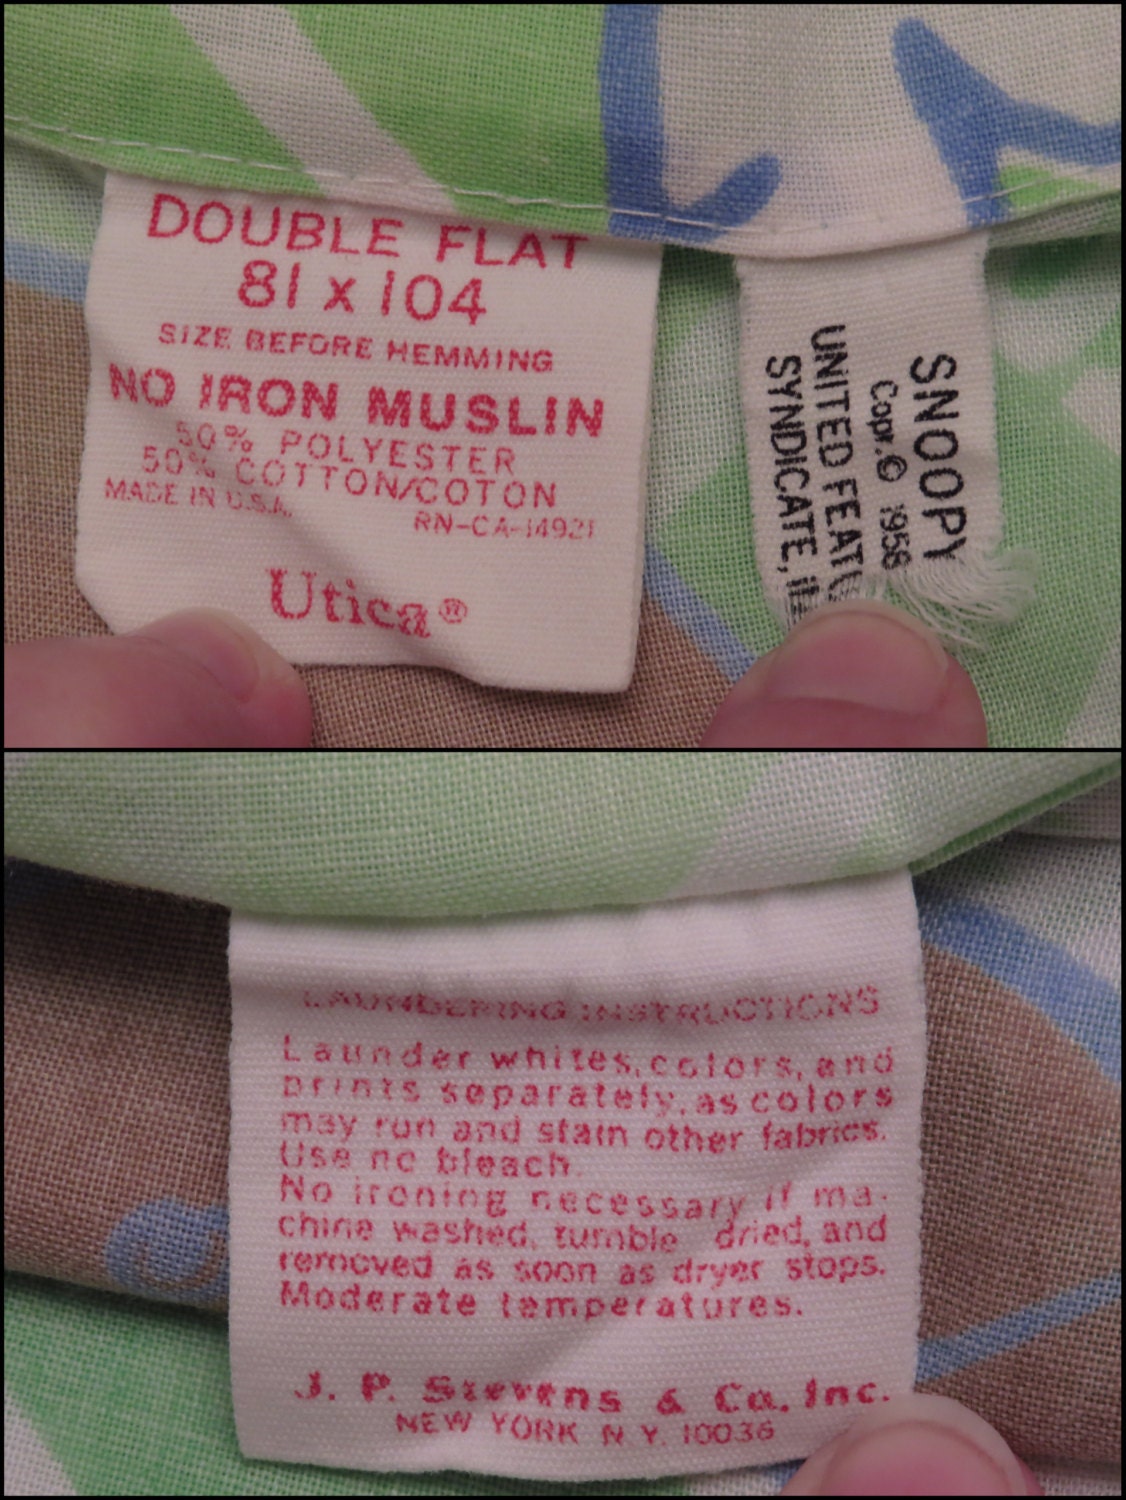 DOUBLE FLAT
81 x 104
SIZE BEFORE HEMMING
NO IRON MUSLIN
50% POLYESTER
50% COTTON/COTON
MADE IN U.S.A.
RN-CA-14921
Utica®
SNOOPY
Copr.© 1958
UNITED FEATU
SYNDICATE, I
LAUNDERING INSTRUCTIONS
Launder whites, colors, and
prints separately, as colors
may run and stain other fabrics.
Use no bleach.
No ironing necessary if ma-
chine washed, tumble dried, and
removed as soon as dryer stops.
Moderate temperatures.
J. P. Stevens & Co., Inc.
NEW YORK N.Y. 10036